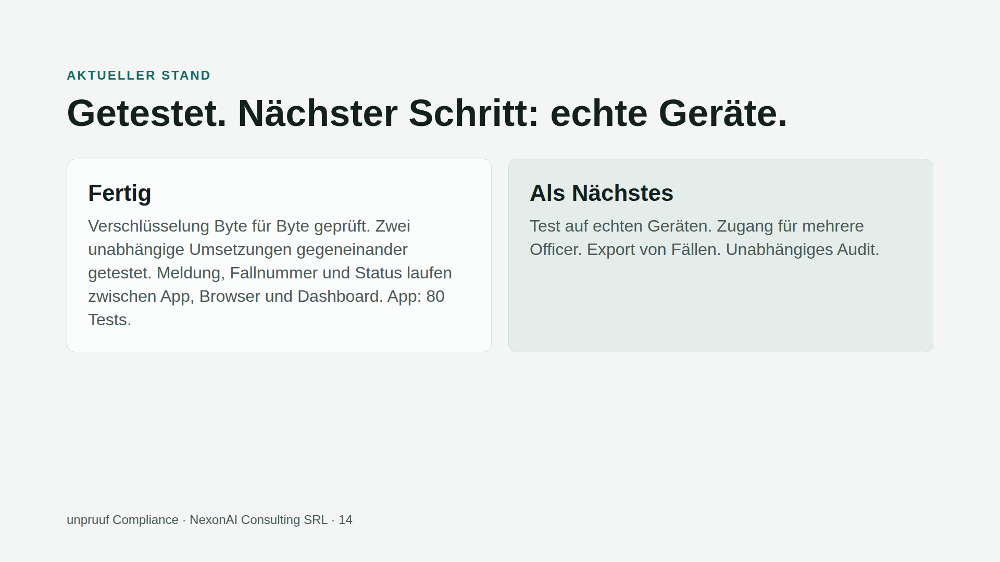 AKTUELLER STAND
Getestet. Nächster Schritt: echte Geräte.
Fertig
Verschlüsselung Byte für Byte geprüft. Zwei
unabhängige Umsetzungen gegeneinander
getestet. Meldung, Fallnummer und Status laufen
zwischen App, Browser und Dashboard. App: 80
Tests.
Als Nächstes
Test auf echten Geräten. Zugang für mehrere
Officer. Export von Fällen. Unabhängiges Audit.
unpruuf Compliance · NexonAI Consulting SRL · 14